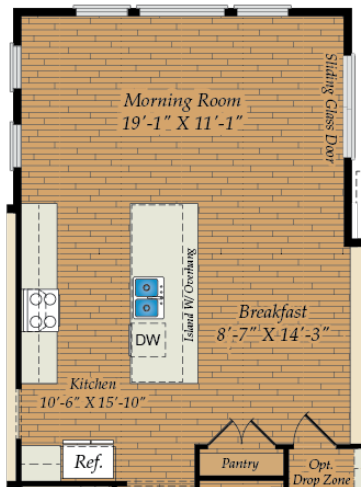 Morning Room
19'-1" X 11'-1"
Sliding Glass Door
Island W/Overhang
DW
Breakfast
8'-7" X 14'-3"
Kitchen
10'-6" X 15'-10"
Ref.
Pantry
Opt.
Drop Zone